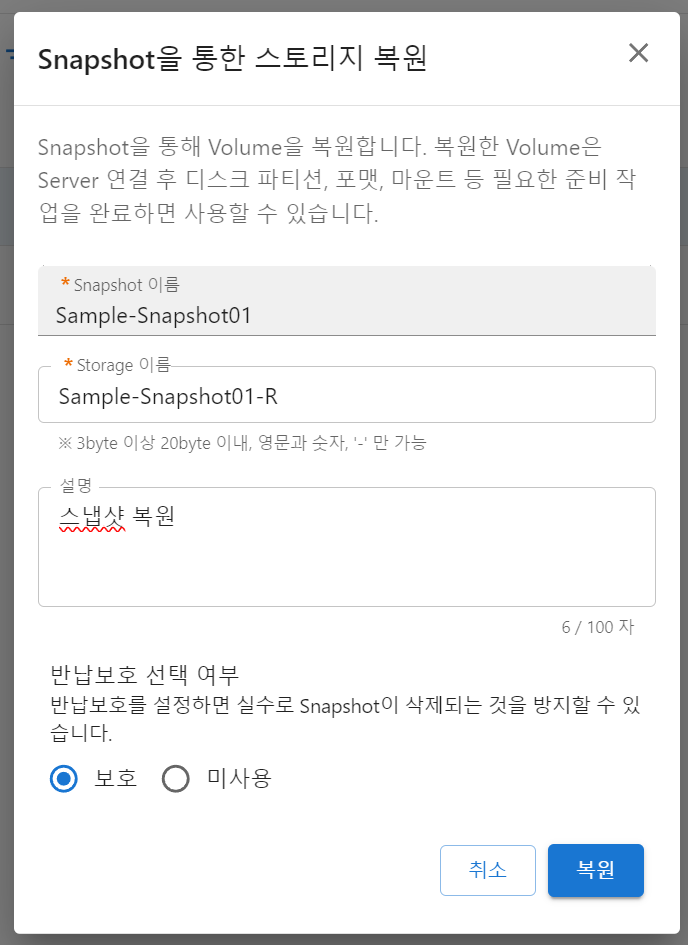 Snapshot을 통한 스토리지 복원
Snapshot을 통해 Volume을 복원합니다. 복원한 Volume은
Server 연결 후 디스크 파티션, 포맷, 마운트 등 필요한 준비 작
업을 완료하면 사용할 수 있습니다.
* Snapshot 이름
Sample-Snapshot01
* Storage 이름
Sample-Snapshot01-R
※ 3byte 이상 20byte 이내, 영문과 숫자, '-' 만 가능
설명
스냅샷 복원
6 / 100 자
반납보호 선택 여부
반납보호를 설정하면 실수로 Snapshot이 삭제되는 것을 방지할 수 있
습니다.
보호 미사용
취소 복원